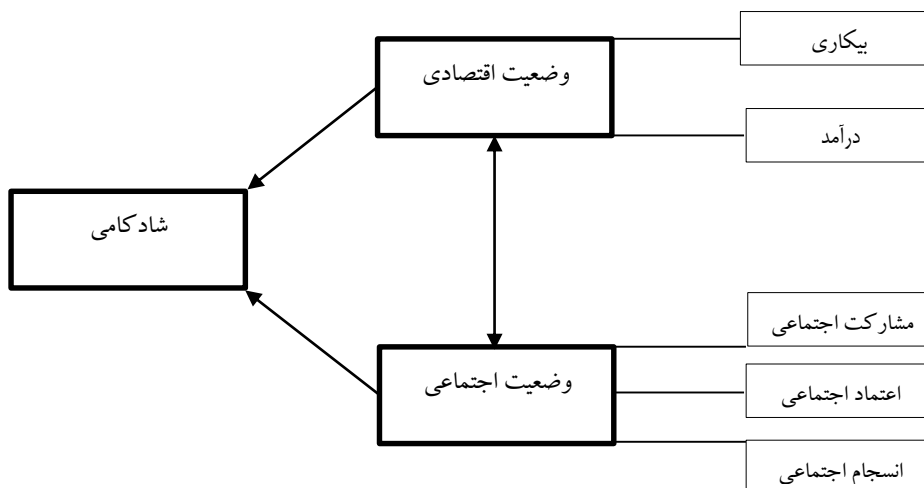 بیکاری
وضعیت اقتصادی
درآمد
شادکامی
مشارکت اجتماعی
وضعیت اجتماعی
اعتماد اجتماعی
انسجام اجتماعی